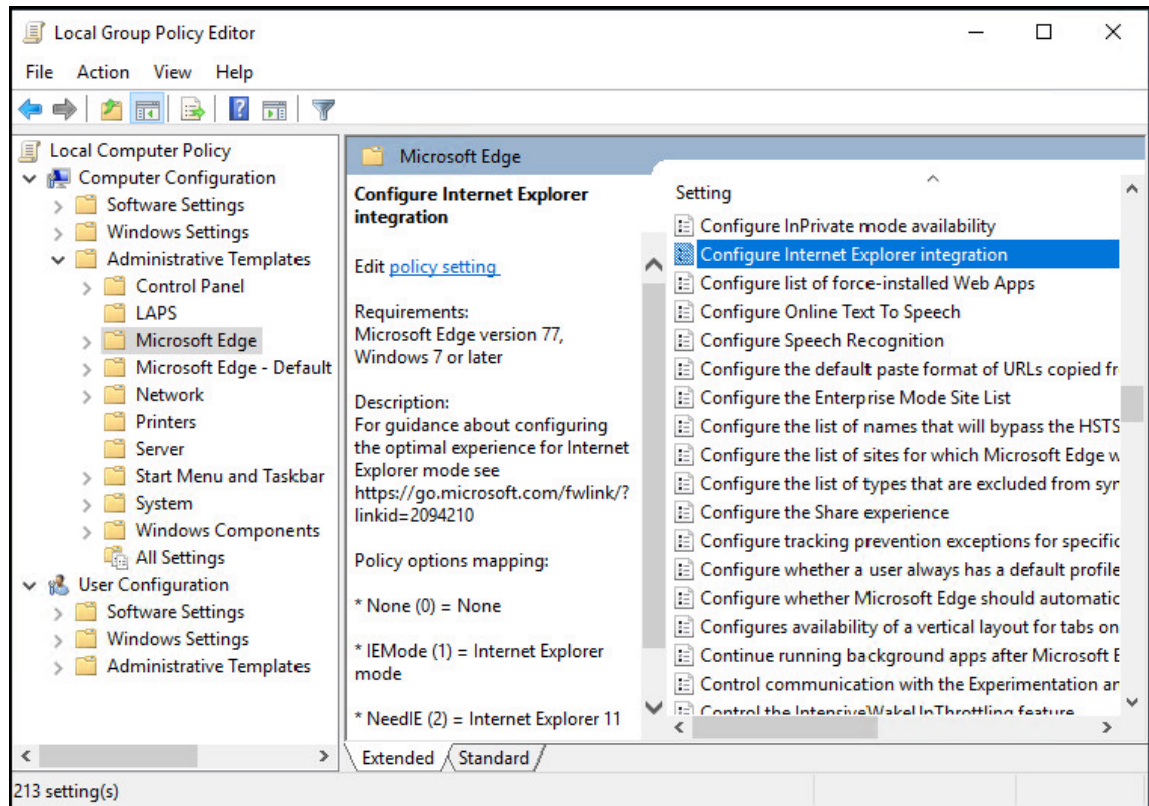 Local Group Policy Editor
File Action View Help
Local Computer Policy
Computer Configuration
Software Settings
Windows Settings
Administrative Templates
Control Panel
LAPS
Microsoft Edge
Microsoft Edge - Default
Network
Printers
Server
Start Menu and Taskbar
System
Windows Components
All Settings
User Configuration
Software Settings
Windows Settings
Administrative Templates
Microsoft Edge
Configure Internet Explorer
integration
Edit policy setting
Requirements:
Microsoft Edge version 77,
Windows 7 or later
Description:
For guidance about configuring
the optimal experience for Internet
Explorer mode see
https://go.microsoft.com/fwlink/?
linkid=2094210
Policy options mapping:
* None (0) = None
* IEMode (1) = Internet Explorer
mode
* NeedIE (2) = Internet Explorer 11
Setting
Configure InPrivate mode availability
Configure Internet Explorer integration
Configure list of force-installed Web Apps
Configure Online Text To Speech
Configure Speech Recognition
Configure the default paste format of URLs copied fr
Configure the Enterprise Mode Site List
Configure the list of names that will bypass the HSTS
Configure the list of sites for which Microsoft Edge w
Configure the list of types that are excluded from syn
Configure the Share experience
Configure tracking prevention exceptions for specific
Configure whether a user always has a default profile
Configure whether Microsoft Edge should automatic
Configures availability of a vertical layout for tabs on
Continue running background apps after Microsoft E
Control communication with the Experimentation an
Control the IntensiveWakeUpThrottling feature
Extended Standard
213 setting(s)